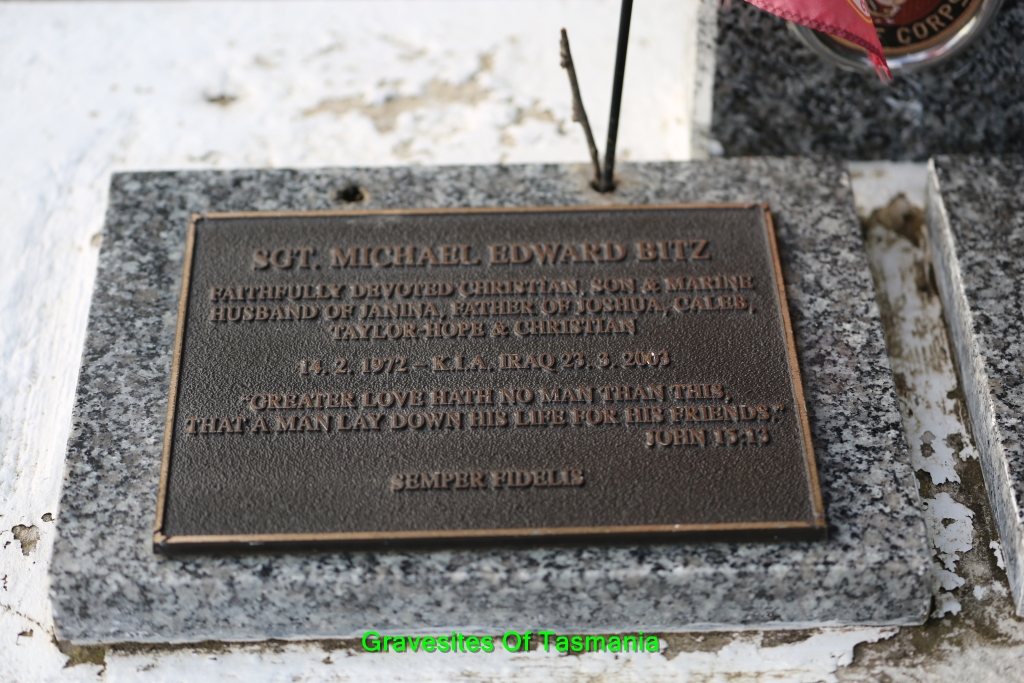 CORPS
SGT. MICHAEL EDWARD BITZ
FAITHFULLY DEVOTED CHRISTIAN, SON & MARINE
HUSBAND OF JANINA, FATHER OF JOSHUA, CALEB,
TAYLOR-HOPE & CHRISTIAN
14. 2. 1972 – K.I.A. IRAQ 23. 3. 2003
"GREATER LOVE HATH NO MAN THAN THIS,
THAT A MAN LAY DOWN HIS LIFE FOR HIS FRIENDS."
JOHN 15:13
SEMPER FIDELIS
Gravesites Of Tasmania